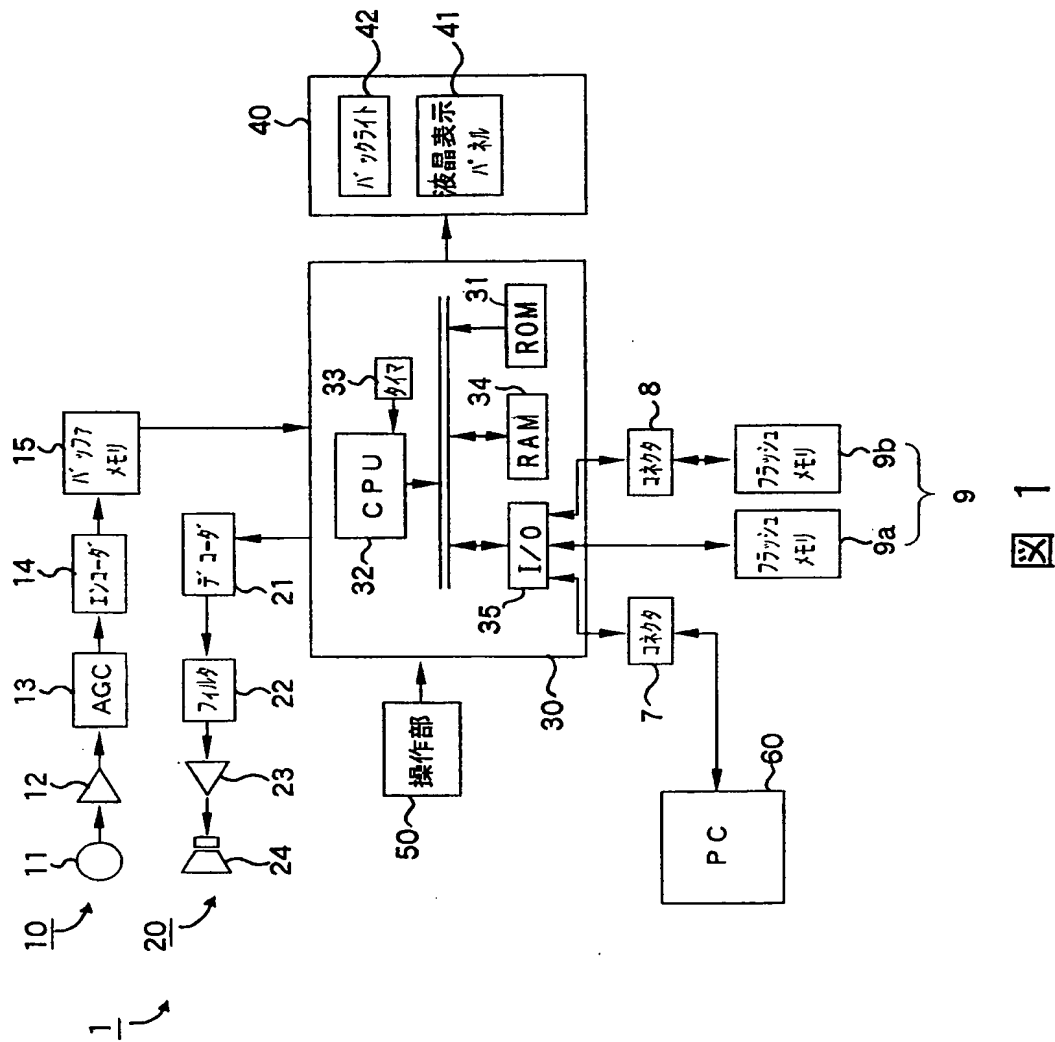 1
10
11
12
13
AGC
14
エンコーダ
15
バッファ
メモリ
20
24
23
22
フィルタ
21
デコーダ
50
操作部
30
CPU
32
33
タイマ
ROM
31
RAM
34
I/O
35
40
バックライト
42
液晶表示
パネル
41
コネクタ
7
PC
60
コネクタ
8
フラッシュ
メモリ
9a
フラッシュ
メモリ
9b
9
図 1